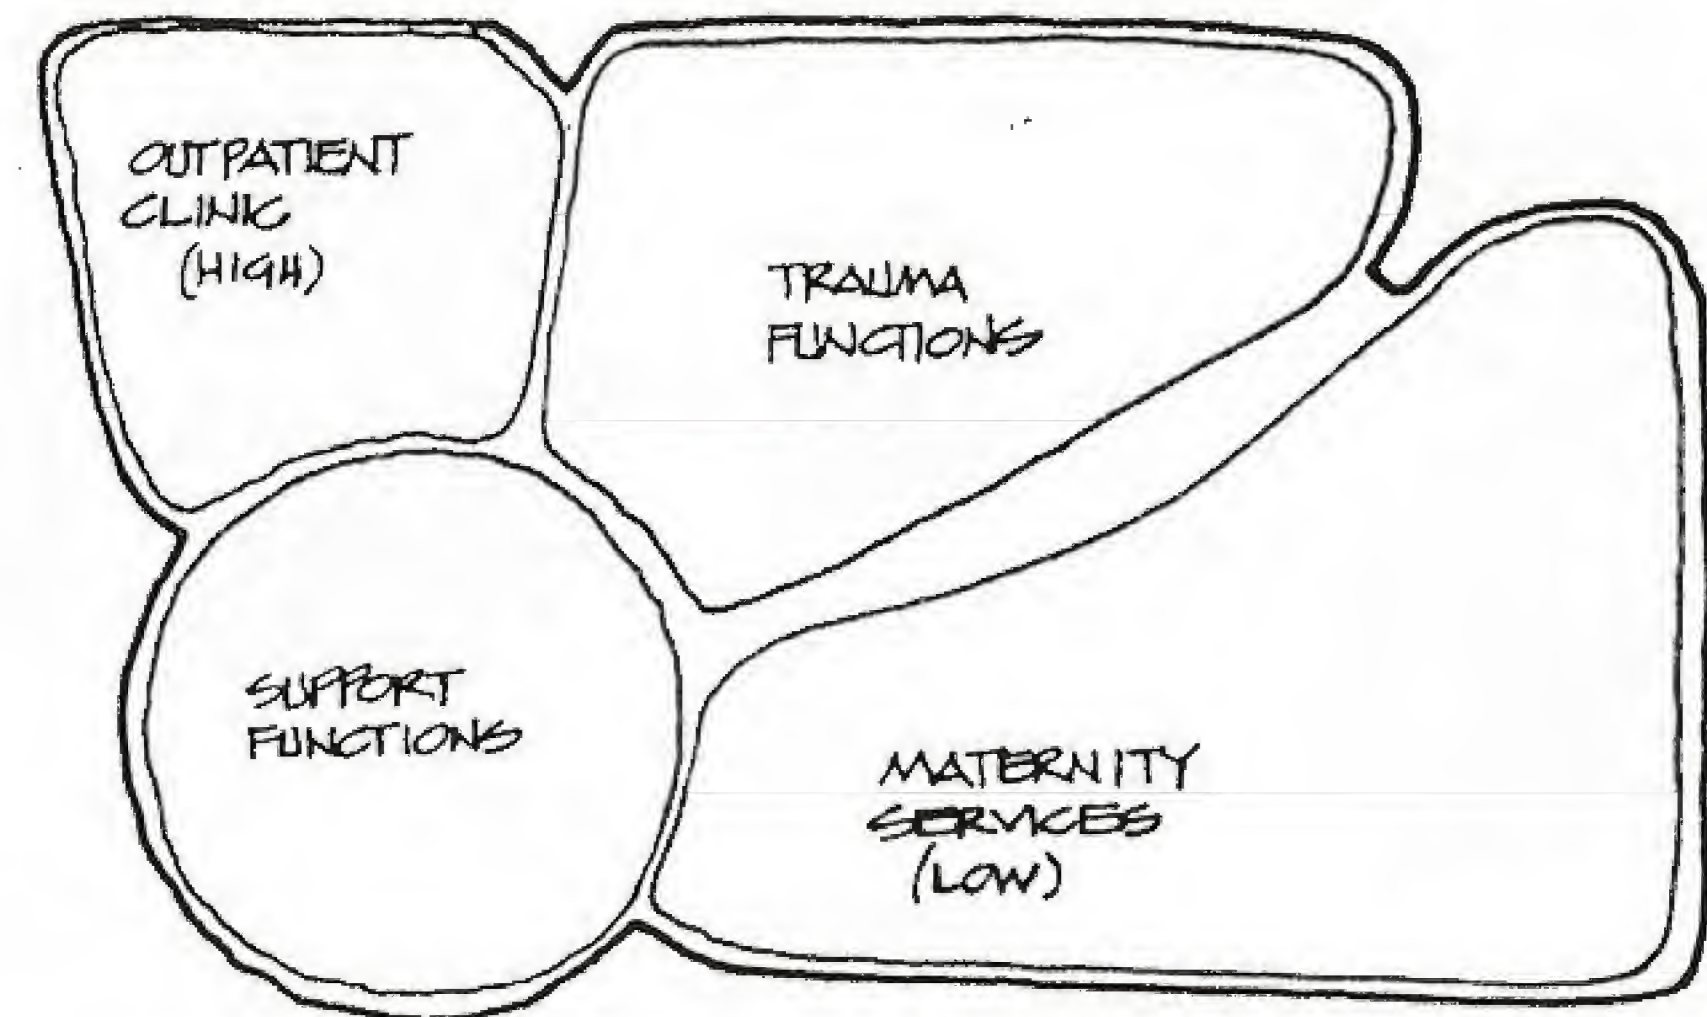 OUTPATIENT
CLINIC
(HIGH)
TRAUMA
FUNCTIONS
SUPPORT
FUNCTIONS
MATERNITY
SERVICES
(LOW)